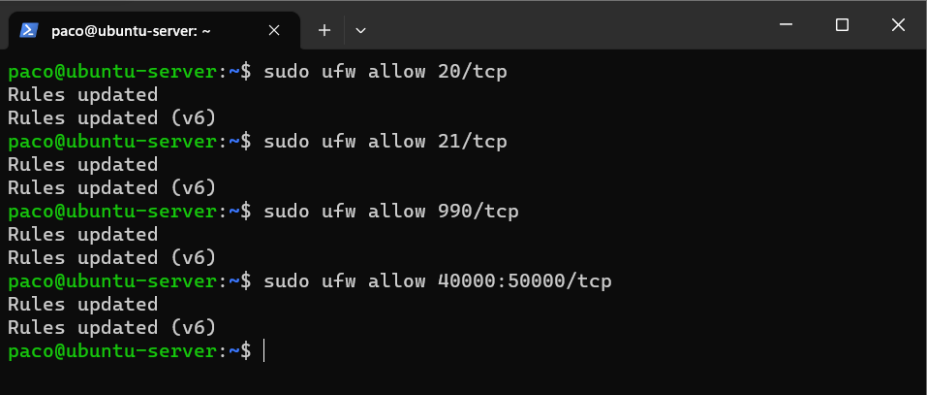 paco@ubuntu-server: ~
paco@ubuntu-server:~$ sudo ufw allow 20/tcp
Rules updated
Rules updated (v6)
paco@ubuntu-server:~$ sudo ufw allow 21/tcp
Rules updated
Rules updated (v6)
paco@ubuntu-server:~$ sudo ufw allow 990/tcp
Rules updated
Rules updated (v6)
paco@ubuntu-server:~$ sudo ufw allow 40000:50000/tcp
Rules updated
Rules updated (v6)
paco@ubuntu-server:~$